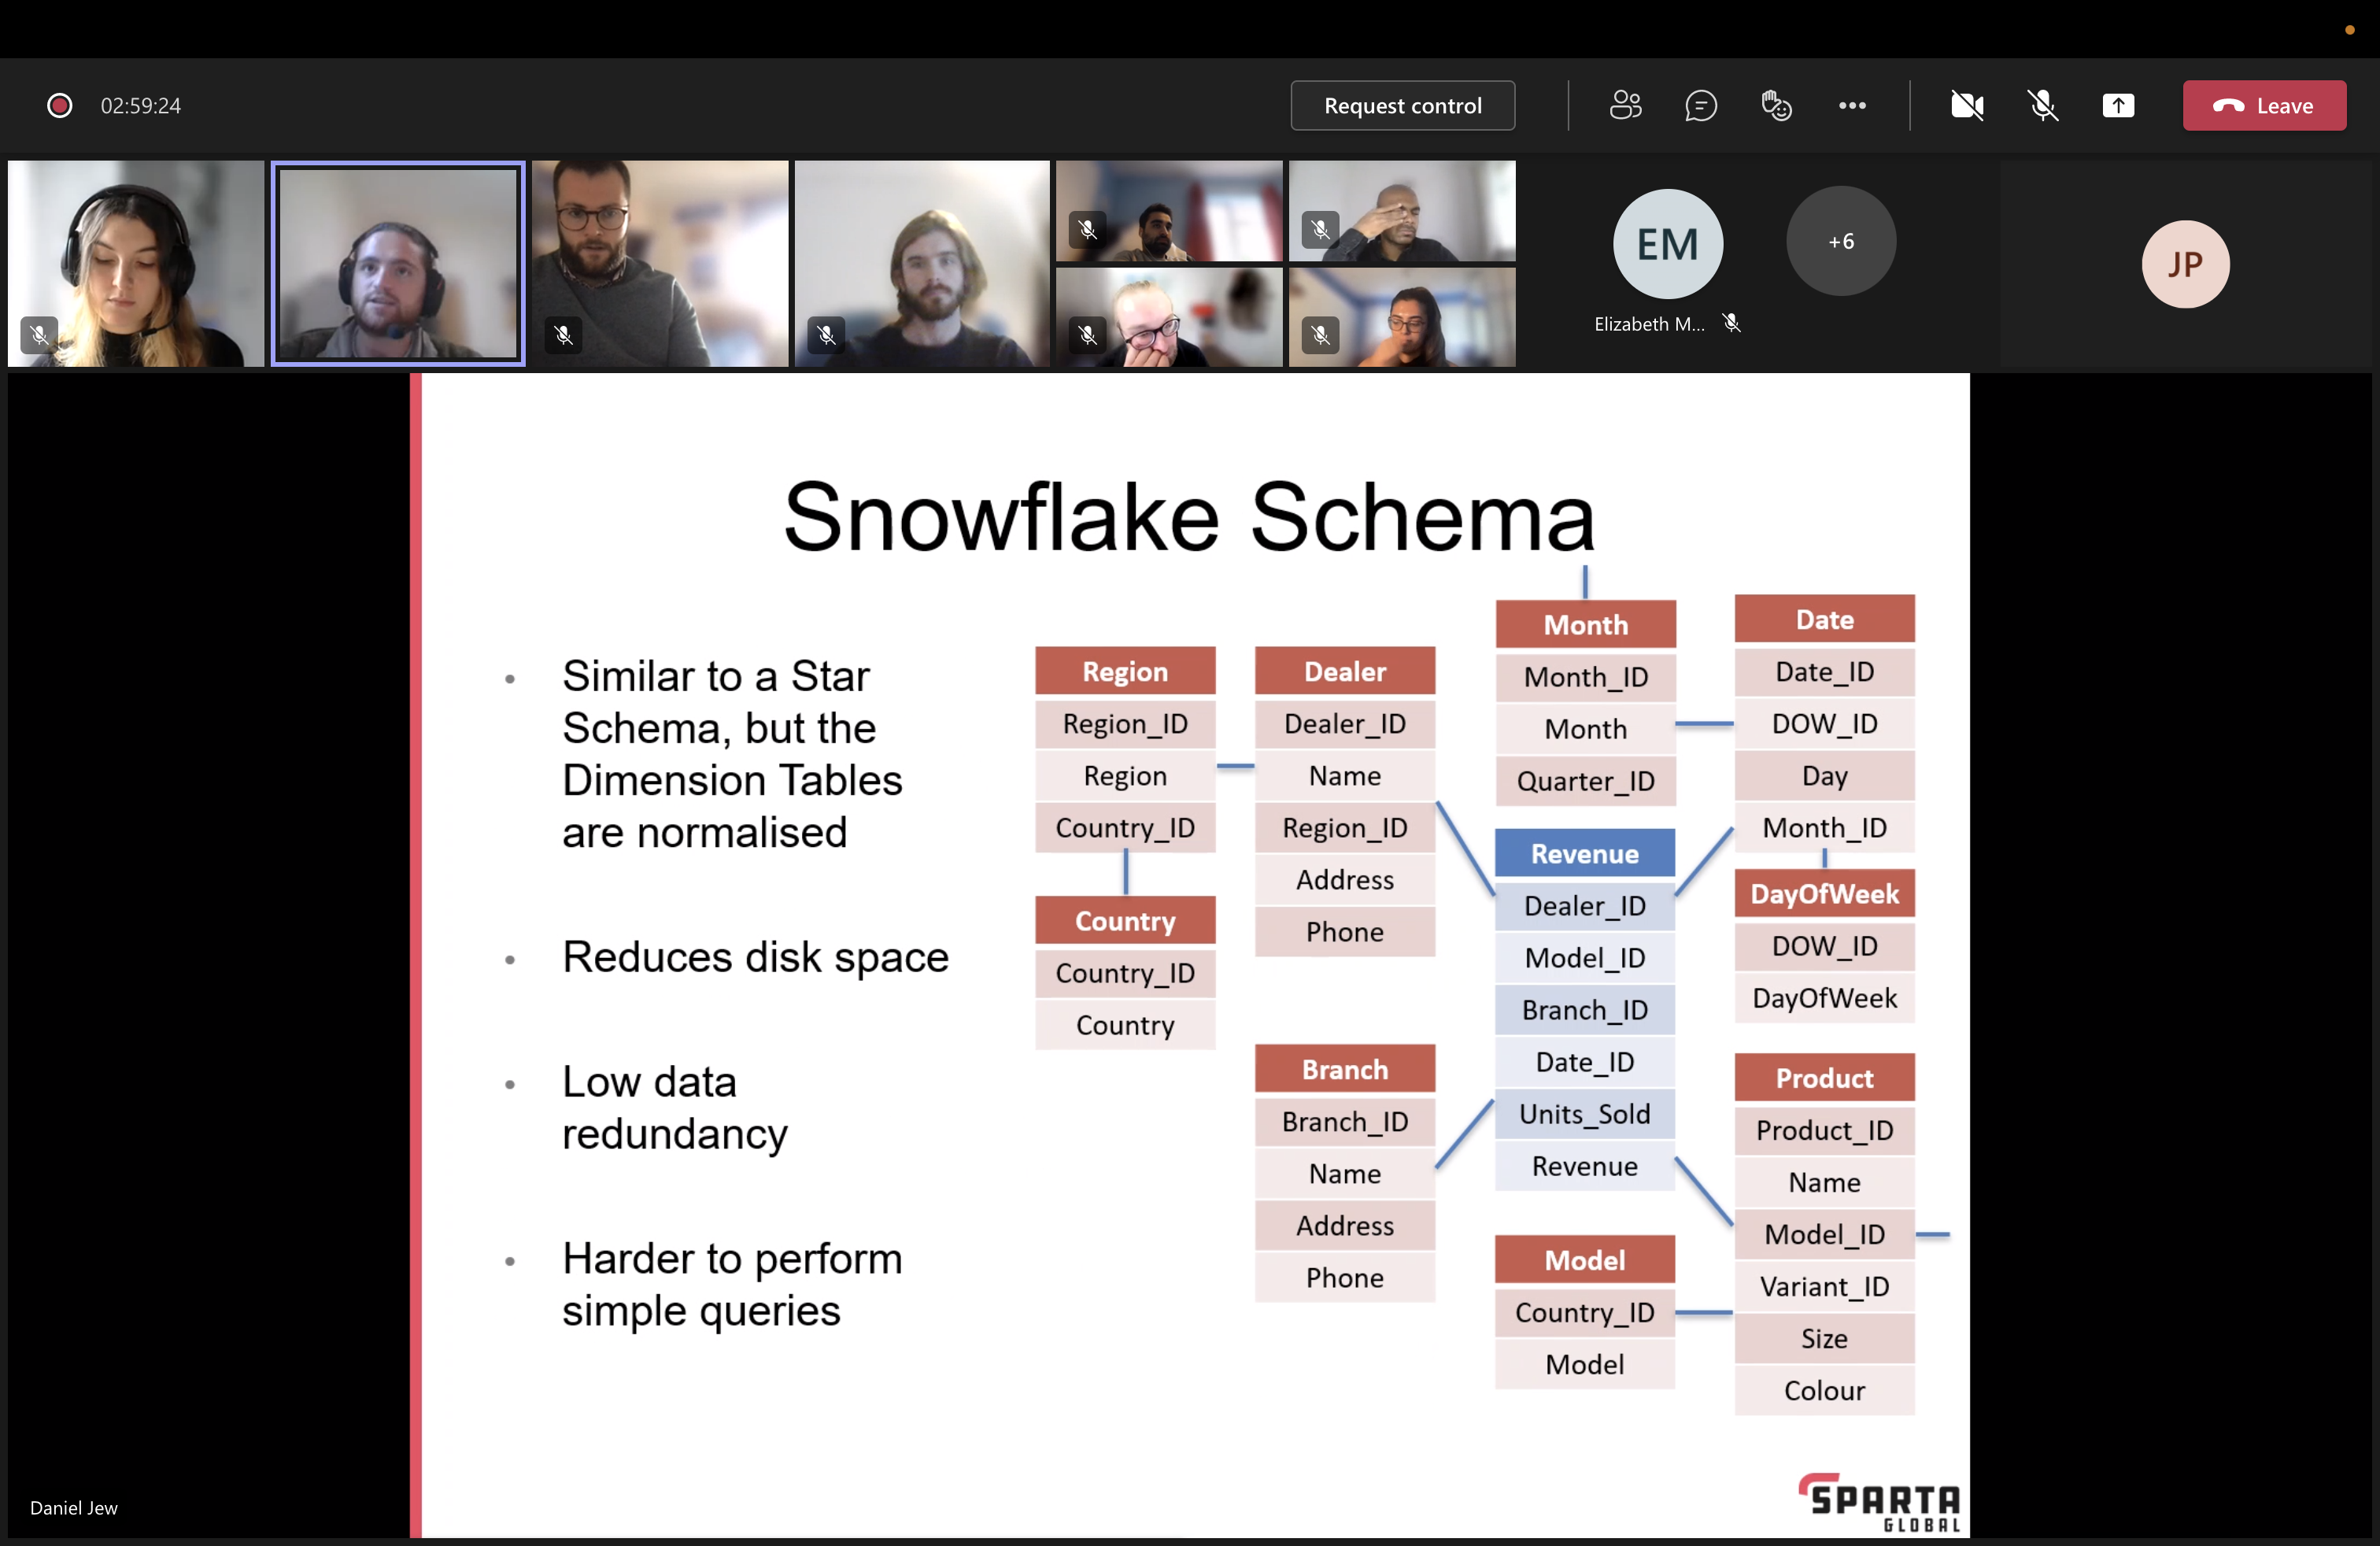 02:59:24
Request control
Leave
EM
+6
JP
Elizabeth M...
Snowflake Schema
• Similar to a Star
Schema, but the
Dimension Tables
are normalised
• Reduces disk space
• Low data
redundancy
• Harder to perform
simple queries
Region
Region_ID
Region
Country_ID
Country
Country_ID
Country
Dealer
Dealer_ID
Name
Region_ID
Address
Phone
Branch
Branch_ID
Name
Address
Phone
Month
Month_ID
Month
Quarter_ID
Revenue
Dealer_ID
Model_ID
Branch_ID
Date_ID
Units_Sold
Revenue
Model
Country_ID
Model
Date
Date_ID
DOW_ID
Day
Month_ID
DayOfWeek
DOW_ID
DayOfWeek
Product
Product_ID
Name
Model_ID
Variant_ID
Size
Colour
Daniel Jew
SPARTA
GLOBAL